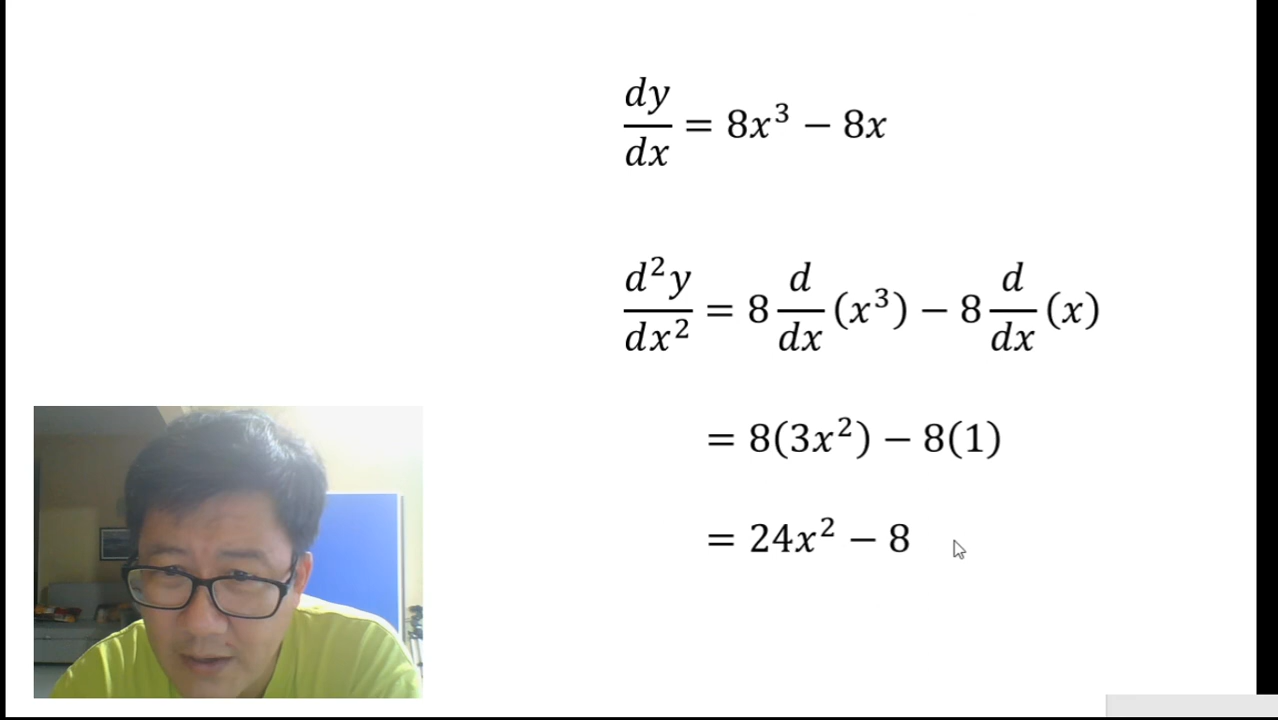 dy/dx = 8x³ − 8x
d²y/dx² = 8 d/dx (x³) − 8 d/dx (x)
= 8(3x²) − 8(1)
= 24x² − 8